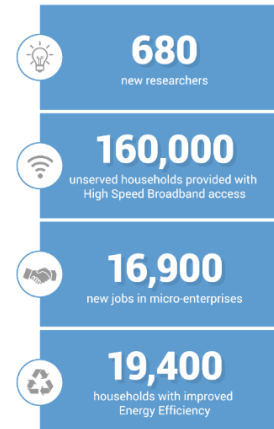 680
new researchers
160,000
unserved households provided with
High Speed Broadband access
16,900
new jobs in micro-enterprises
19,400
households with improved
Energy Efficiency